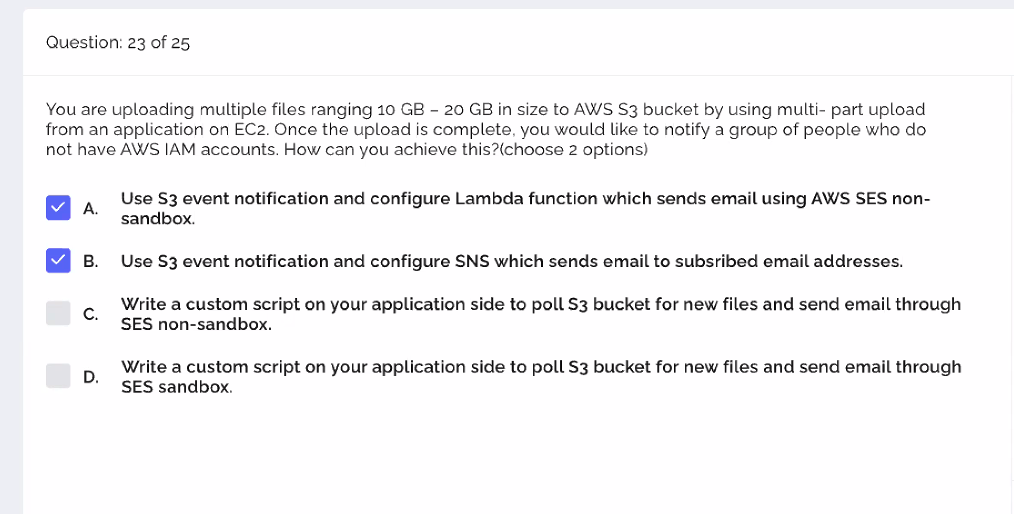 Question: 23 of 25
You are uploading multiple files ranging 10 GB – 20 GB in size to AWS S3 bucket by using multi- part upload
from an application on EC2. Once the upload is complete, you would like to notify a group of people who do
not have AWS IAM accounts. How can you achieve this?(choose 2 options)
A. Use S3 event notification and configure Lambda function which sends email using AWS SES non-
sandbox.
B. Use S3 event notification and configure SNS which sends email to subsribed email addresses.
C. Write a custom script on your application side to poll S3 bucket for new files and send email through
SES non-sandbox.
D. Write a custom script on your application side to poll S3 bucket for new files and send email through
SES sandbox.